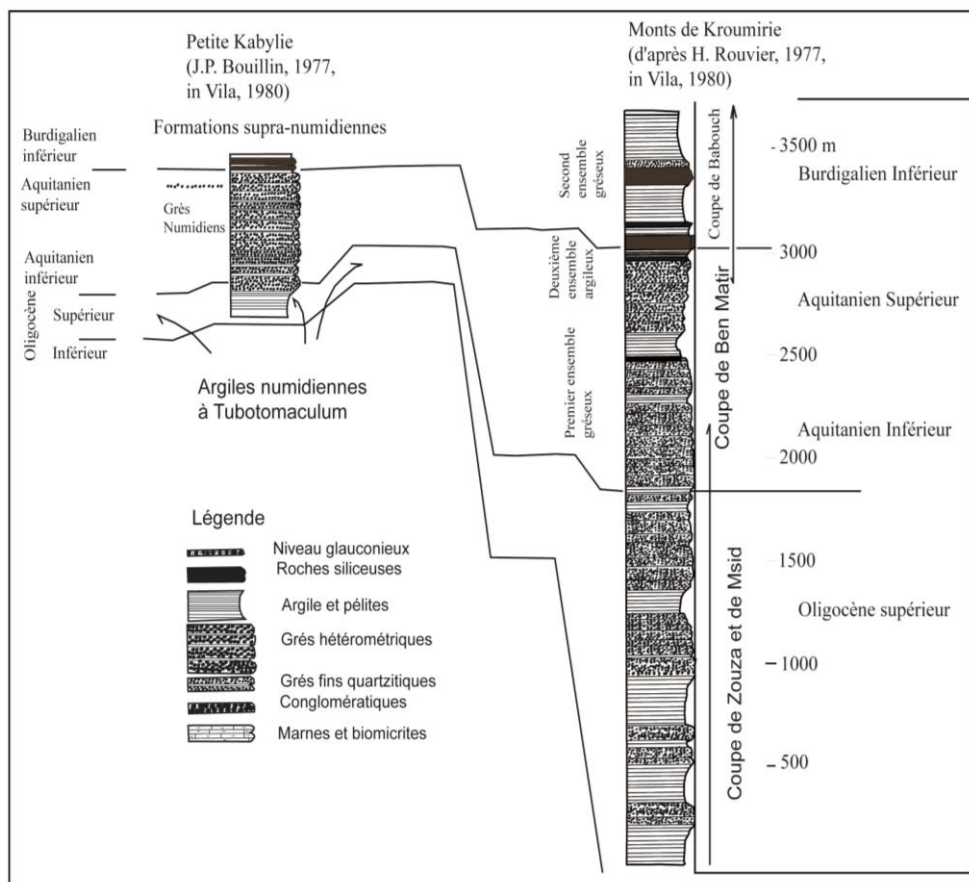 Petite Kabylie
(J.P. Bouillin, 1977,
in Vila, 1980)
Formations supra-numidiennes
Burdigalien
inférieur
Aquitanien
supérieur
Grès
Numidiens
Aquitanien
inférieur
Oligocène
Supérieur
Inférieur
Argiles numidiennes
à Tubotomaculum
Légende
Niveau glauconieux
Roches siliceuses
Argile et pélites
Grés hétérométriques
Grés fins quartzitiques
Conglomératiques
Marnes et biomicrites
Monts de Kroumirie
(d'après H. Rouvier, 1977,
in Vila, 1980)
Second
ensemble
gréseux
Deuxième
ensemble
argileux
Premier ensemble
gréseux
Coupe de Babouch
Coupe de Ben Matir
Coupe de Zouza et de Msid
- 3500 m
Burdigalien Inférieur
3000
Aquitanien Supérieur
- 2500
Aquitanien Inférieur
- 2000
1500
Oligocène supérieur
- 1000
- 500